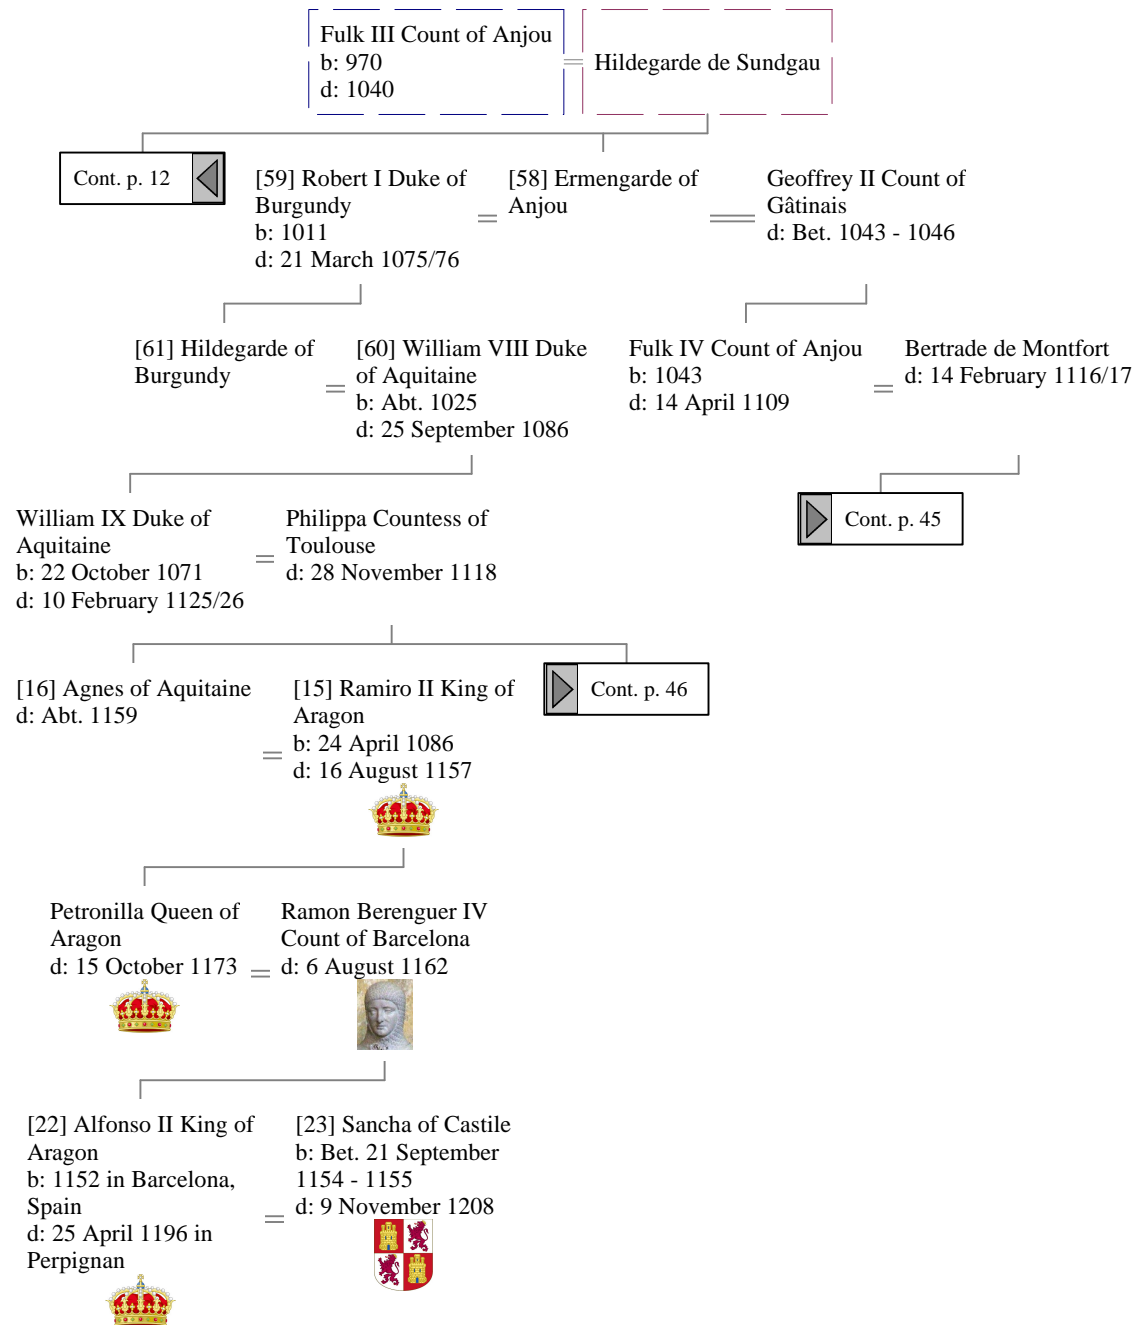 Fulk III Count of Anjou
b: 970
d: 1040
Hildegarde de Sundgau
Cont. p. 12
[59] Robert I Duke of
Burgundy
b: 1011
d: 21 March 1075/76
[58] Ermengarde of
Anjou
Geoffrey II Count of
Gâtinais
d: Bet. 1043 - 1046
[61] Hildegarde of
Burgundy
[60] William VIII Duke
of Aquitaine
b: Abt. 1025
d: 25 September 1086
Fulk IV Count of Anjou
b: 1043
d: 14 April 1109
Bertrade de Montfort
d: 14 February 1116/17
William IX Duke of
Aquitaine
b: 22 October 1071
d: 10 February 1125/26
Philippa Countess of
Toulouse
d: 28 November 1118
Cont. p. 45
[16] Agnes of Aquitaine
d: Abt. 1159
[15] Ramiro II King of
Aragon
b: 24 April 1086
d: 16 August 1157
Cont. p. 46
Petronilla Queen of
Aragon
d: 15 October 1173
Ramon Berenguer IV
Count of Barcelona
d: 6 August 1162
[22] Alfonso II King of
Aragon
b: 1152 in Barcelona,
Spain
d: 25 April 1196 in
Perpignan
[23] Sancha of Castile
b: Bet. 21 September
1154 - 1155
d: 9 November 1208